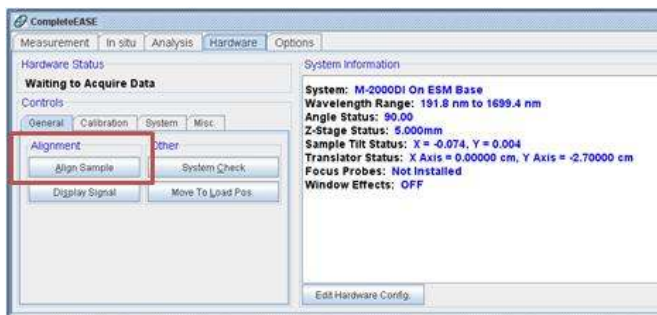 CompleteEASE
Measurement In situ Analysis Hardware Options
Hardware Status
Waiting to Acquire Data
Controls
General Calibration System Misc.
Alignment Other
Align Sample System Check
Display Signal Move To Load Pos.
System Information
System: M-2000DI On ESM Base
Wavelength Range: 191.8 nm to 1699.4 nm
Angle Status: 90.00
Z-Stage Status: 5.000mm
Sample Tilt Status: X = -0.074, Y = 0.004
Translator Status: X Axis = 0.00000 cm, Y Axis = -2.70000 cm
Focus Probes: Not Installed
Window Effects: OFF
Edit Hardware Config.